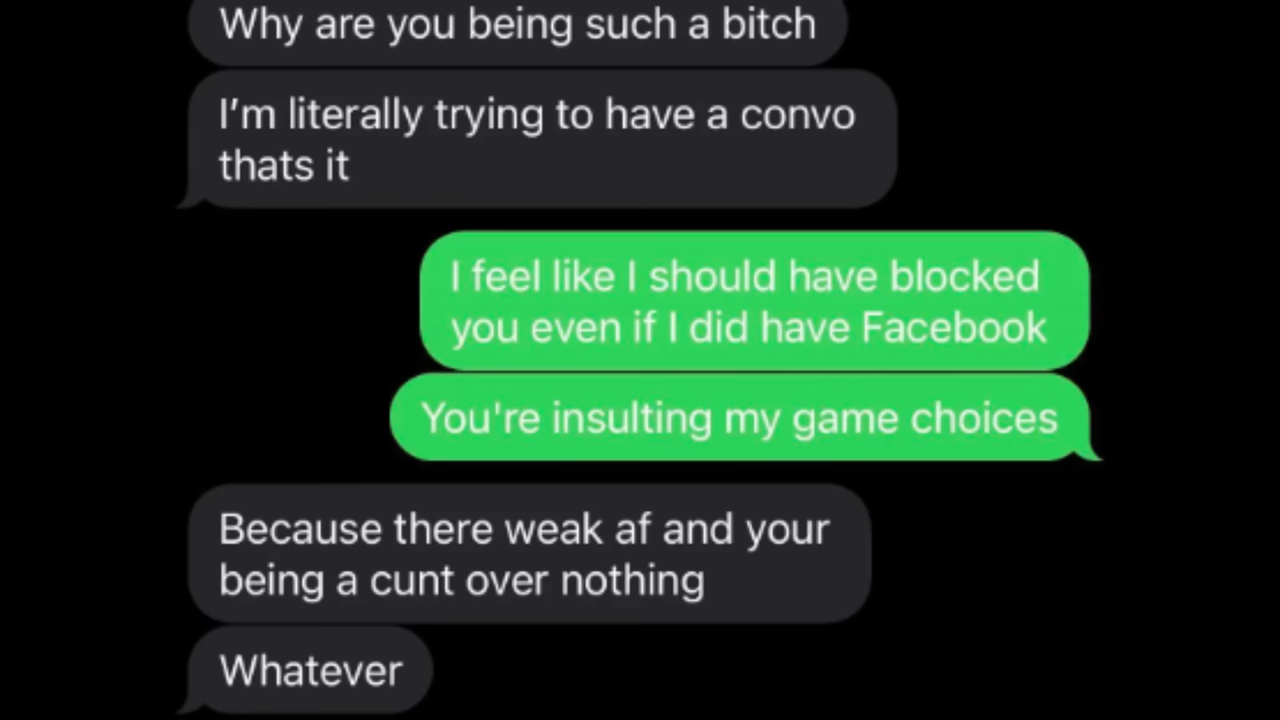 Why are you being such a bitch
I’m literally trying to have a convo
thats it
I feel like I should have blocked
you even if I did have Facebook
You're insulting my game choices
Because there weak af and your
being a cunt over nothing
Whatever